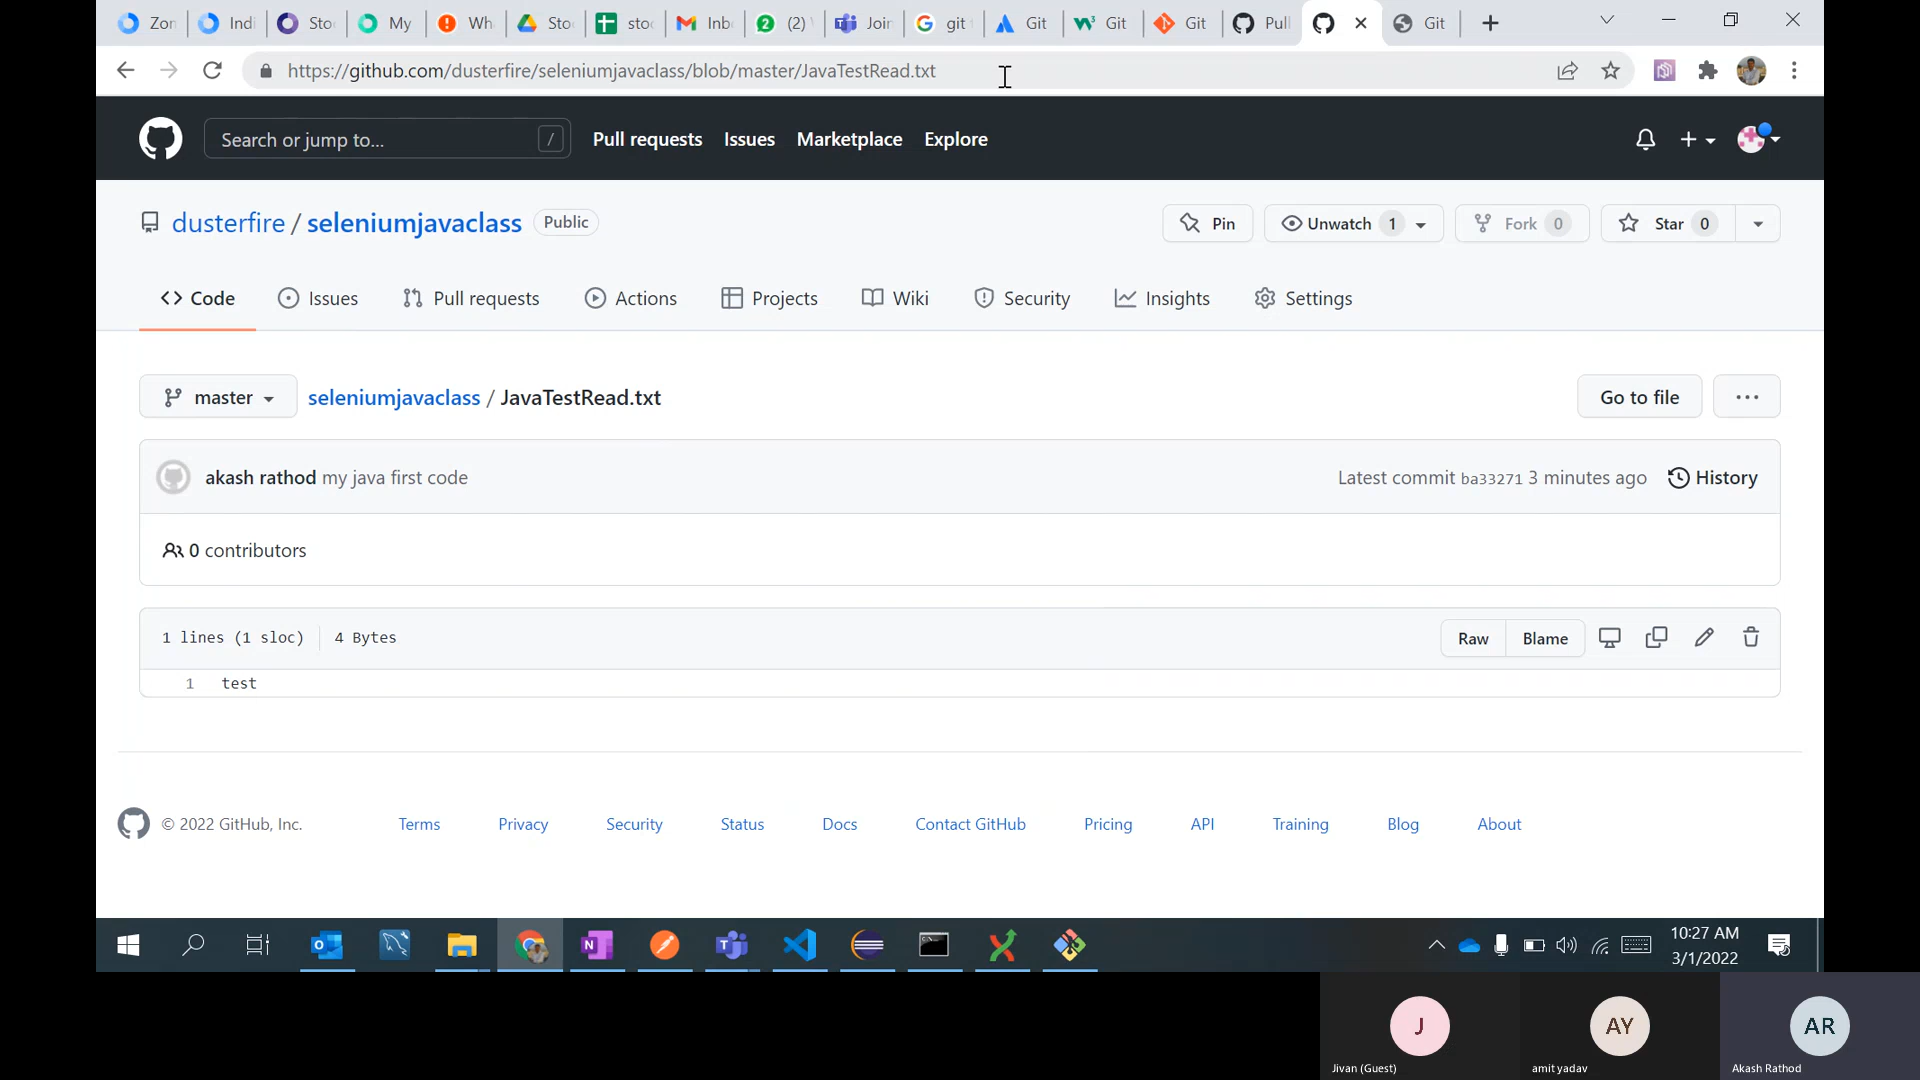 Zon
Indi
Sto
My
Wh
Sto
sto
Inb
(2)
Join
git
Git
Git
Git
Pull
Git
https://github.com/dusterfire/seleniumjavaclass/blob/master/JavaTestRead.txt
Search or jump to... /
Pull requests
Issues
Marketplace
Explore
dusterfire / seleniumjavaclass Public
Pin
Unwatch 1
Fork 0
Star 0
Code
Issues
Pull requests
Actions
Projects
Wiki
Security
Insights
Settings
master
seleniumjavaclass / JavaTestRead.txt
Go to file
akash rathod my java first code
Latest commit ba33271 3 minutes ago
History
0 contributors
1 lines (1 sloc) 4 Bytes
Raw
Blame
1 test
© 2022 GitHub, Inc.
Terms
Privacy
Security
Status
Docs
Contact GitHub
Pricing
API
Training
Blog
About
10:27 AM
3/1/2022
J
AY
AR
Jivan (Guest)
amit yadav
Akash Rathod